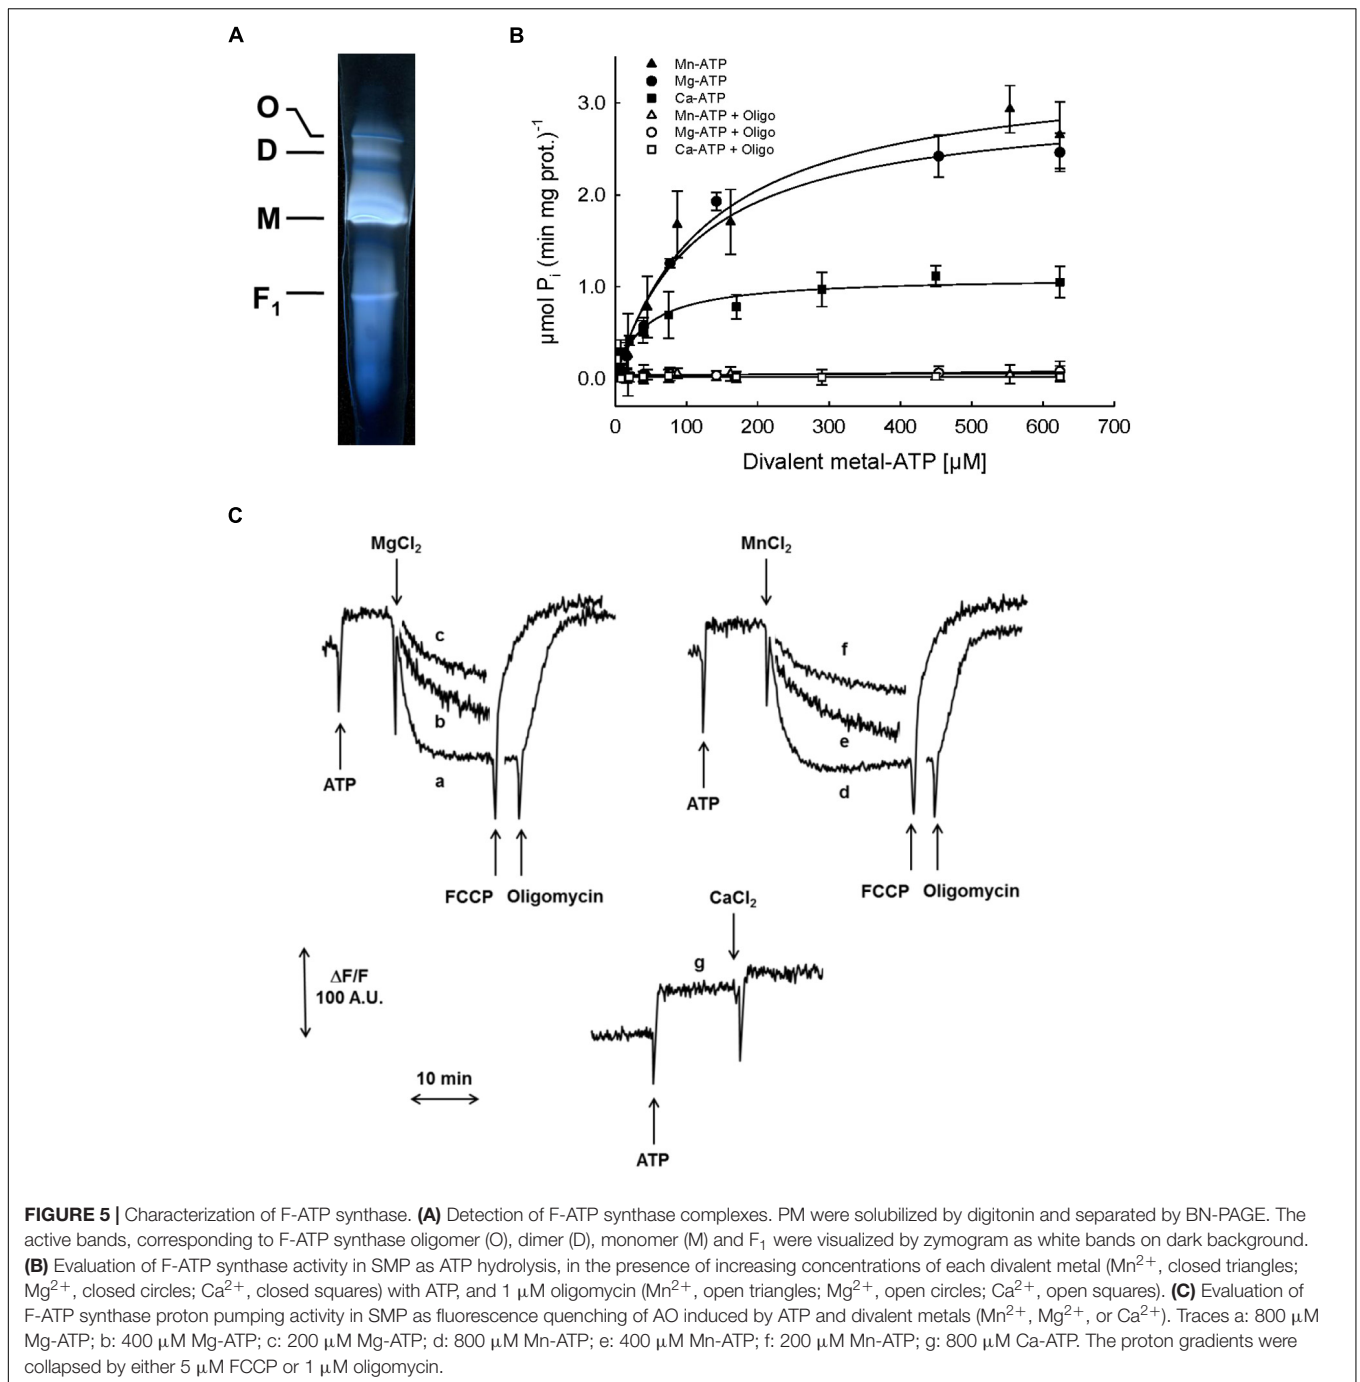 A
O
D
M
F₁
B
Mn-ATP
Mg-ATP
Ca-ATP
Mn-ATP + Oligo
Mg-ATP + Oligo
Ca-ATP + Oligo
µmol Pᵢ (min mg prot.)⁻¹
3.0
2.0
1.0
0.0
0 100 200 300 400 500 600 700
Divalent metal-ATP [µM]
C
MgCl₂
c
b
a
ATP
FCCP
Oligomycin
MnCl₂
f
e
d
ATP
FCCP
Oligomycin
CaCl₂
g
ATP
ΔF/F
100 A.U.
10 min
FIGURE 5 | Characterization of F-ATP synthase. (A) Detection of F-ATP synthase complexes. PM were solubilized by digitonin and separated by BN-PAGE. The
active bands, corresponding to F-ATP synthase oligomer (O), dimer (D), monomer (M) and F₁ were visualized by zymogram as white bands on dark background.
(B) Evaluation of F-ATP synthase activity in SMP as ATP hydrolysis, in the presence of increasing concentrations of each divalent metal (Mn²⁺, closed triangles;
Mg²⁺, closed circles; Ca²⁺, closed squares) with ATP, and 1 µM oligomycin (Mn²⁺, open triangles; Mg²⁺, open circles; Ca²⁺, open squares). (C) Evaluation of
F-ATP synthase proton pumping activity in SMP as fluorescence quenching of AO induced by ATP and divalent metals (Mn²⁺, Mg²⁺, or Ca²⁺). Traces a: 800 µM
Mg-ATP; b: 400 µM Mg-ATP; c: 200 µM Mg-ATP; d: 800 µM Mn-ATP; e: 400 µM Mn-ATP; f: 200 µM Mn-ATP; g: 800 µM Ca-ATP. The proton gradients were
collapsed by either 5 µM FCCP or 1 µM oligomycin.